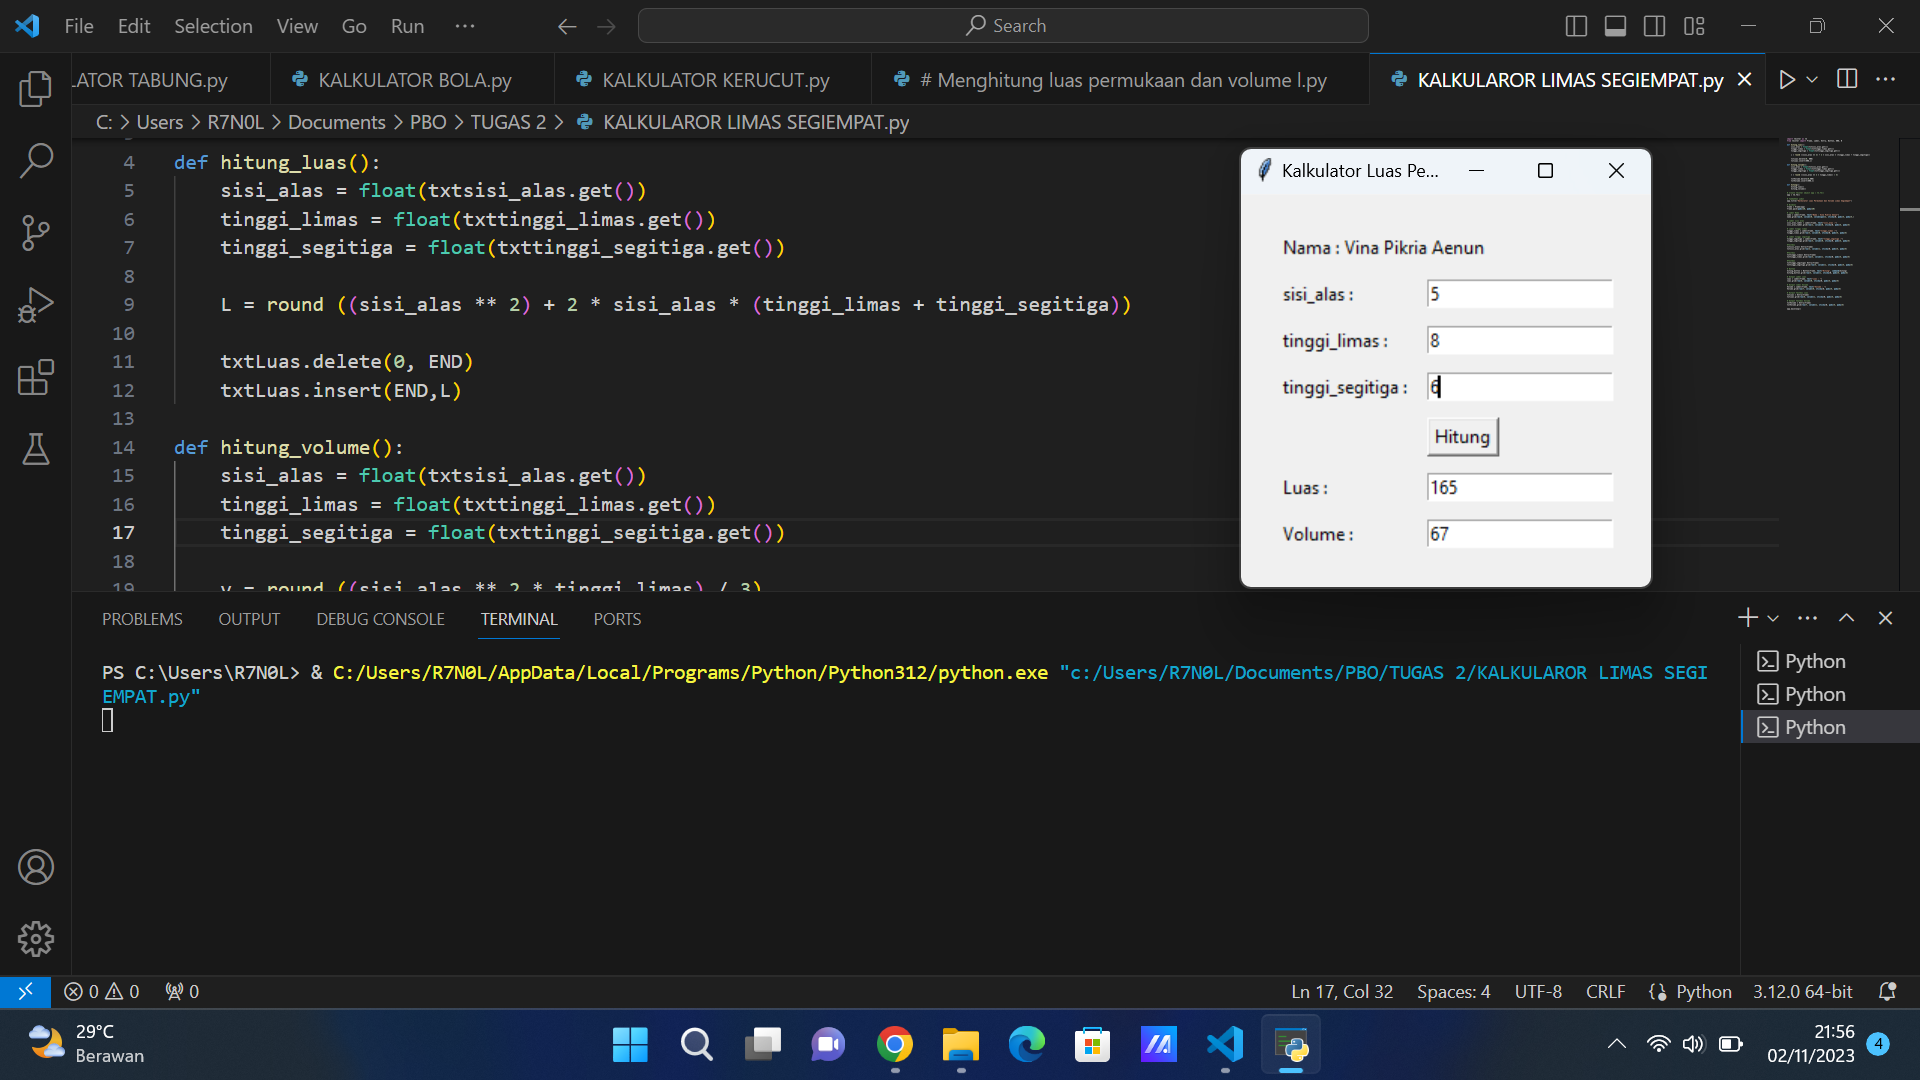 File Edit Selection View Go Run ···
Search
LATOR TABUNG.py
KALKULATOR BOLA.py
KALKULATOR KERUCUT.py
# Menghitung luas permukaan dan volume l.py
KALKULAROR LIMAS SEGIEMPAT.py
C: > Users > R7N0L > Documents > PBO > TUGAS 2 > KALKULAROR LIMAS SEGIEMPAT.py
4 def hitung_luas():
5 sisi_alas = float(txtsisi_alas.get())
6 tinggi_limas = float(txttinggi_limas.get())
7 tinggi_segitiga = float(txttinggi_segitiga.get())
8
9 L = round ((sisi_alas ** 2) + 2 * sisi_alas * (tinggi_limas + tinggi_segitiga))
10
11 txtLuas.delete(0, END)
12 txtLuas.insert(END,L)
13
14 def hitung_volume():
15 sisi_alas = float(txtsisi_alas.get())
16 tinggi_limas = float(txttinggi_limas.get())
17 tinggi_segitiga = float(txttinggi_segitiga.get())
18
19 v = round ((sisi_alas ** 2 * tinggi_limas) / 3)
Kalkulator Luas Pe...
Nama : Vina Pikria Aenun
sisi_alas : 5
tinggi_limas : 8
tinggi_segitiga : 6
Hitung
Luas : 165
Volume : 67
PROBLEMS OUTPUT DEBUG CONSOLE TERMINAL PORTS
PS C:\Users\R7N0L> & C:/Users/R7N0L/AppData/Local/Programs/Python/Python312/python.exe "c:/Users/R7N0L/Documents/PBO/TUGAS 2/KALKULAROR LIMAS SEGI
EMPAT.py"
Python
Python
Python
0 0 0
Ln 17, Col 32 Spaces: 4 UTF-8 CRLF Python 3.12.0 64-bit
29°C
Berawan
21:56
02/11/2023
4